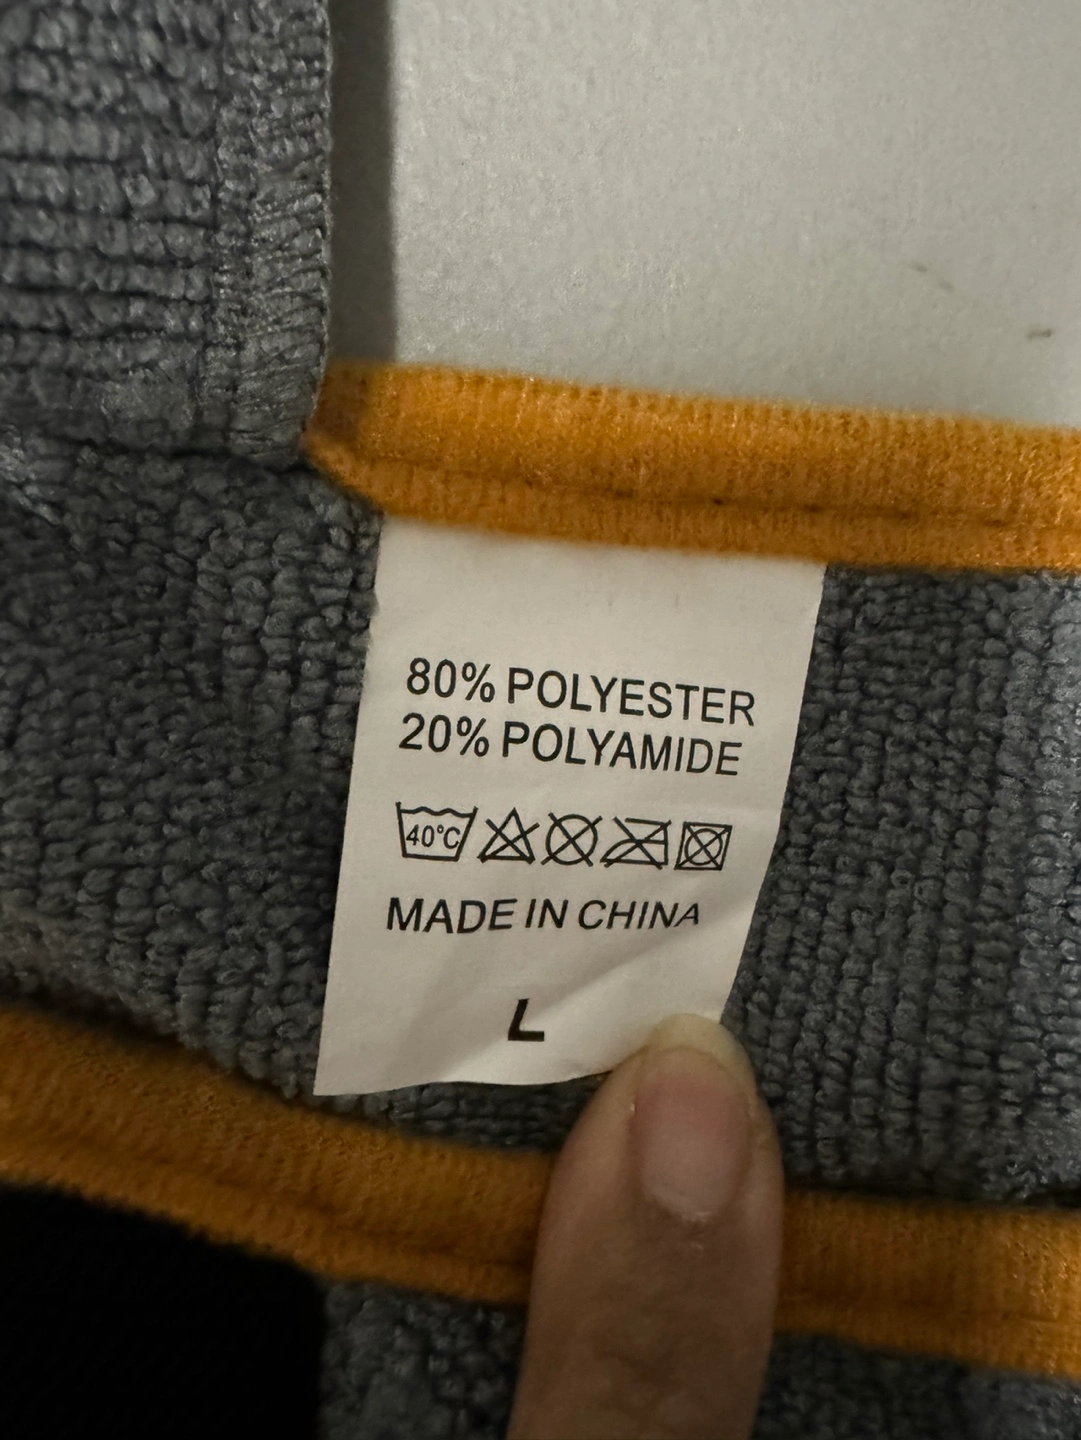 80% POLYESTER
20% POLYAMIDE
40°C
MADE IN CHINA
L